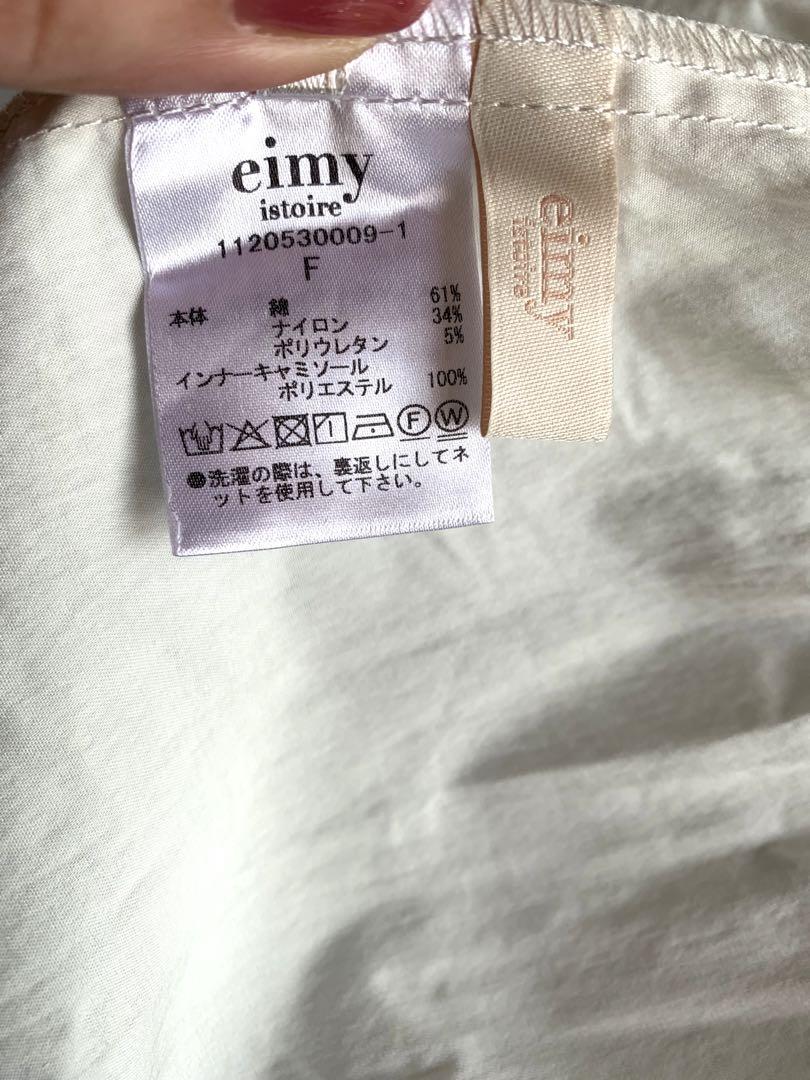 eimy
istoire
1120530009-1
F
本体 綿 61%
ナイロン 34%
ポリウレタン 5%
インナーキャミソール
ポリエステル 100%
F W
●洗濯の際は、裏返しにしてネ
ットを使用して下さい。
eimy
istoire